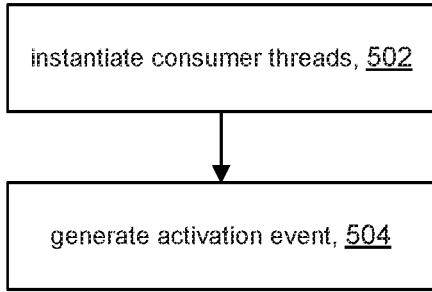 instantiate consumer threads, 502
generate activation event, 504